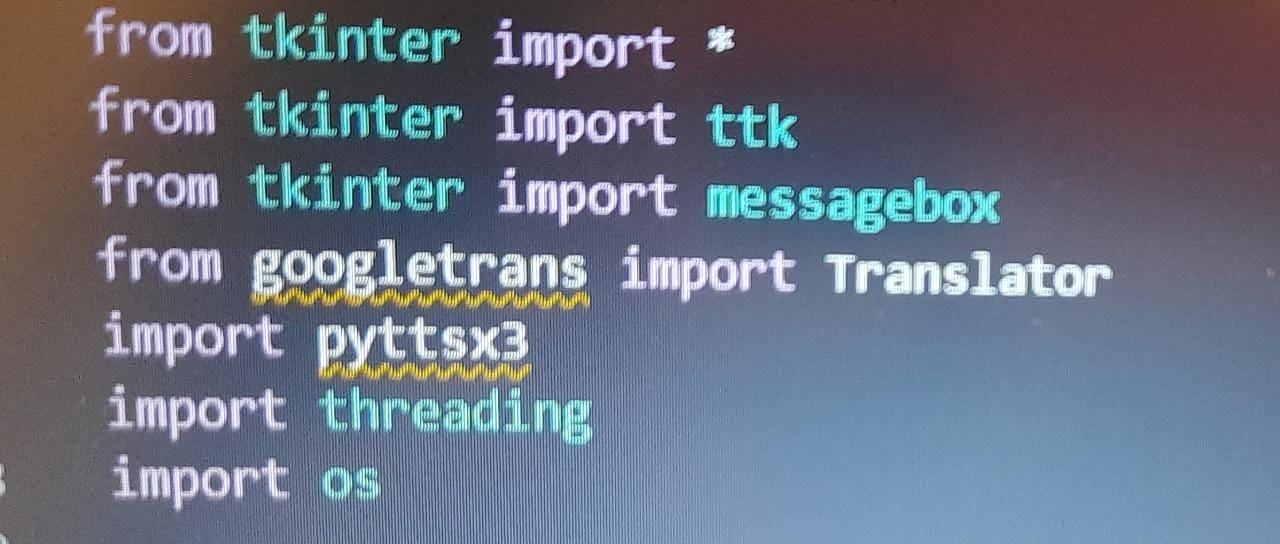 from tkinter import *
from tkinter import ttk
from tkinter import messagebox
from googletrans import Translator
import pyttsx3
import threading
import os